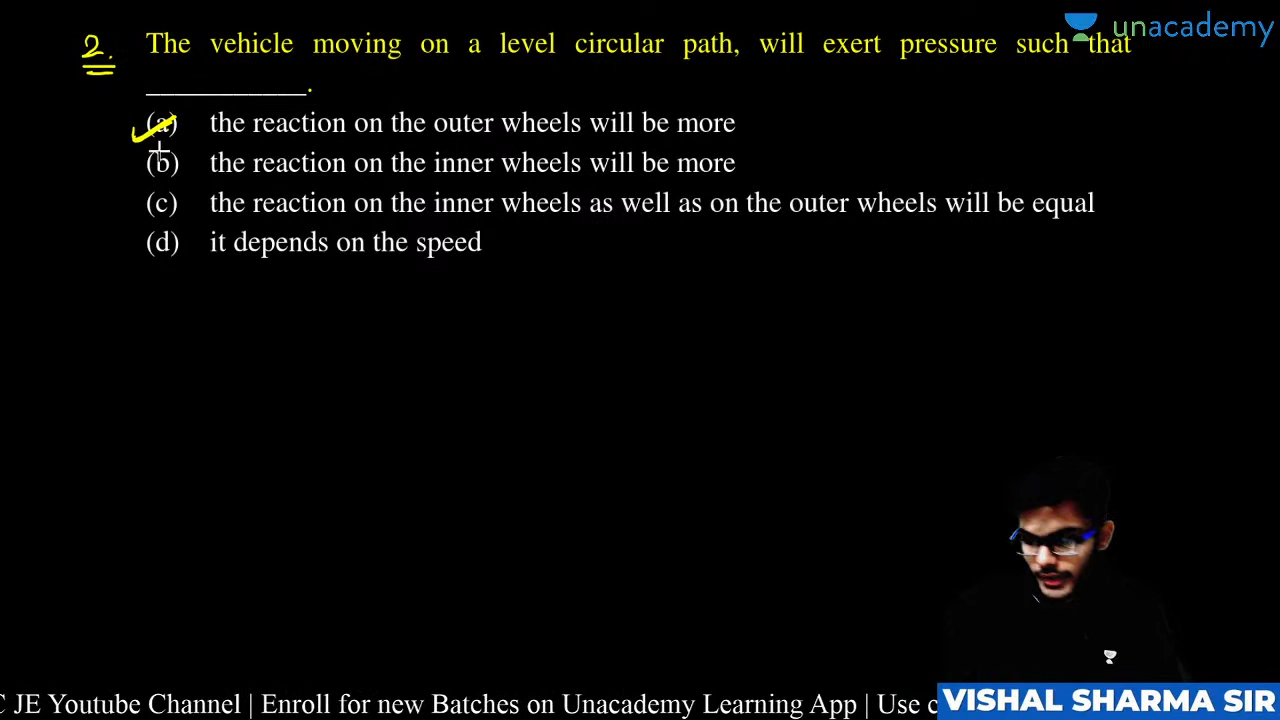 unacademy
2. The vehicle moving on a level circular path, will exert pressure such that
___________.
(a) the reaction on the outer wheels will be more
(b) the reaction on the inner wheels will be more
(c) the reaction on the inner wheels as well as on the outer wheels will be equal
(d) it depends on the speed
C JE Youtube Channel | Enroll for new Batches on Unacademy Learning App | Use c
VISHAL SHARMA SIR